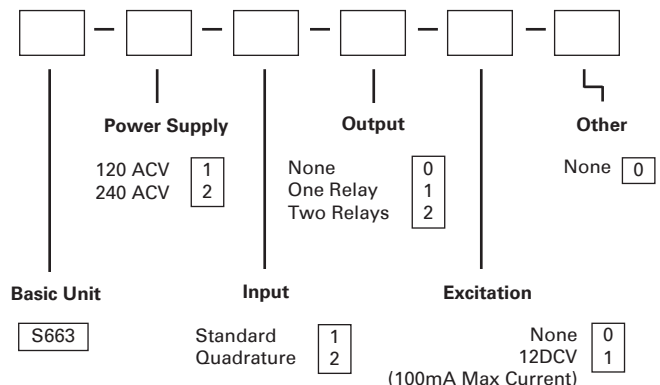 Power Supply
120 ACV 1
240 ACV 2
Output
None 0
One Relay 1
Two Relays 2
Other
None 0
Basic Unit
S663
Input
Standard 1
Quadrature 2
Excitation
None 0
12DCV 1
(100mA Max Current)